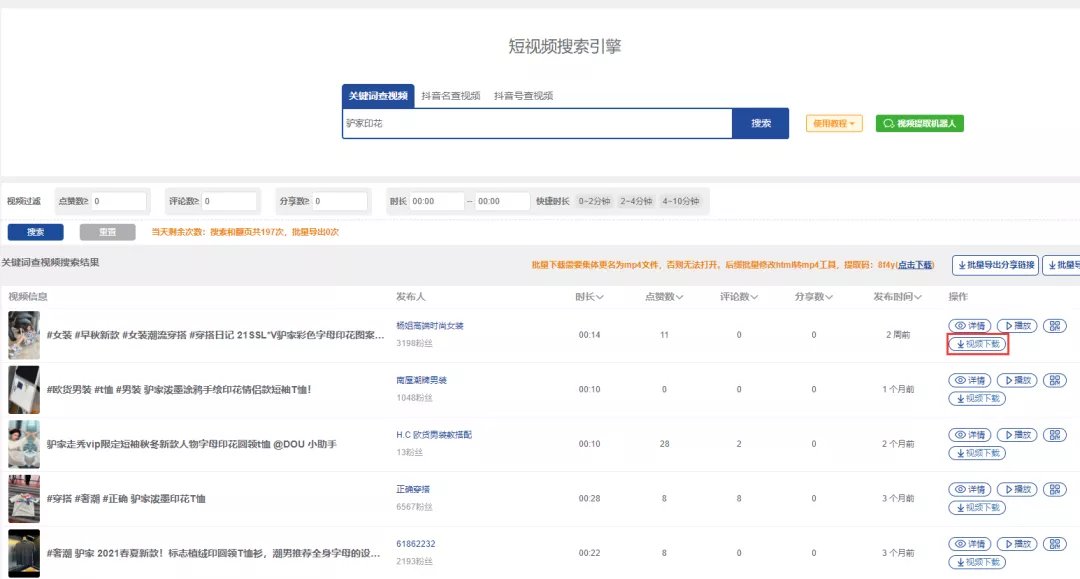 短视频搜索引擎
关键词查视频 抖音名查视频 抖音号查视频
驴家印花 搜索 使用教程 视频提取机器人
视频过滤 点赞数≥ 0 评论数≥ 0 分享数≥ 0 时长 00:00 -- 00:00 快捷时长 0~2分钟 2~4分钟 4~10分钟
搜索 重置 当天剩余次数：搜索和翻页共197次，批量导出0次
关键词查视频搜索结果 批量下载需要集体更名为mp4文件，否则无法打开。后缀批量修改html转mp4工具，提取码：8f4y(点击下载) 批量导出分享链接 批量导
视频信息 发布人 时长 点赞数 评论数 分享数 发布时间 操作
#女装 #早秋新款 #女装潮流穿搭 #穿搭日记 21SSL*V驴家彩色字母印花图案... 杨姐高端时尚女装 00:14 11 0 0 2 周前 详情 播放
3198粉丝 视频下载
#欧货男装 #t恤 #男装 驴家泼墨涂鸦手绘印花情侣款短袖T恤！ 南屋潮牌男装 00:10 0 0 0 1 个月前 详情 播放
1048粉丝 视频下载
驴家走秀vip限定短袖秋冬新款人物字母印花圆领t恤 @DOU 小助手 H.C 欧货男装教搭配 00:10 28 2 0 2 个月前 详情 播放
13粉丝 视频下载
#穿搭 #奢潮 #正确 驴家泼墨印花T恤 正确穿搭 00:28 8 8 0 3 个月前 详情 播放
6567粉丝 视频下载
#奢潮 驴家 2021春夏新款！标志植绒印圆领T恤衫，潮男推荐全身字母的设... 61862232 00:22 8 0 0 3 个月前 详情 播放
2193粉丝 视频下载